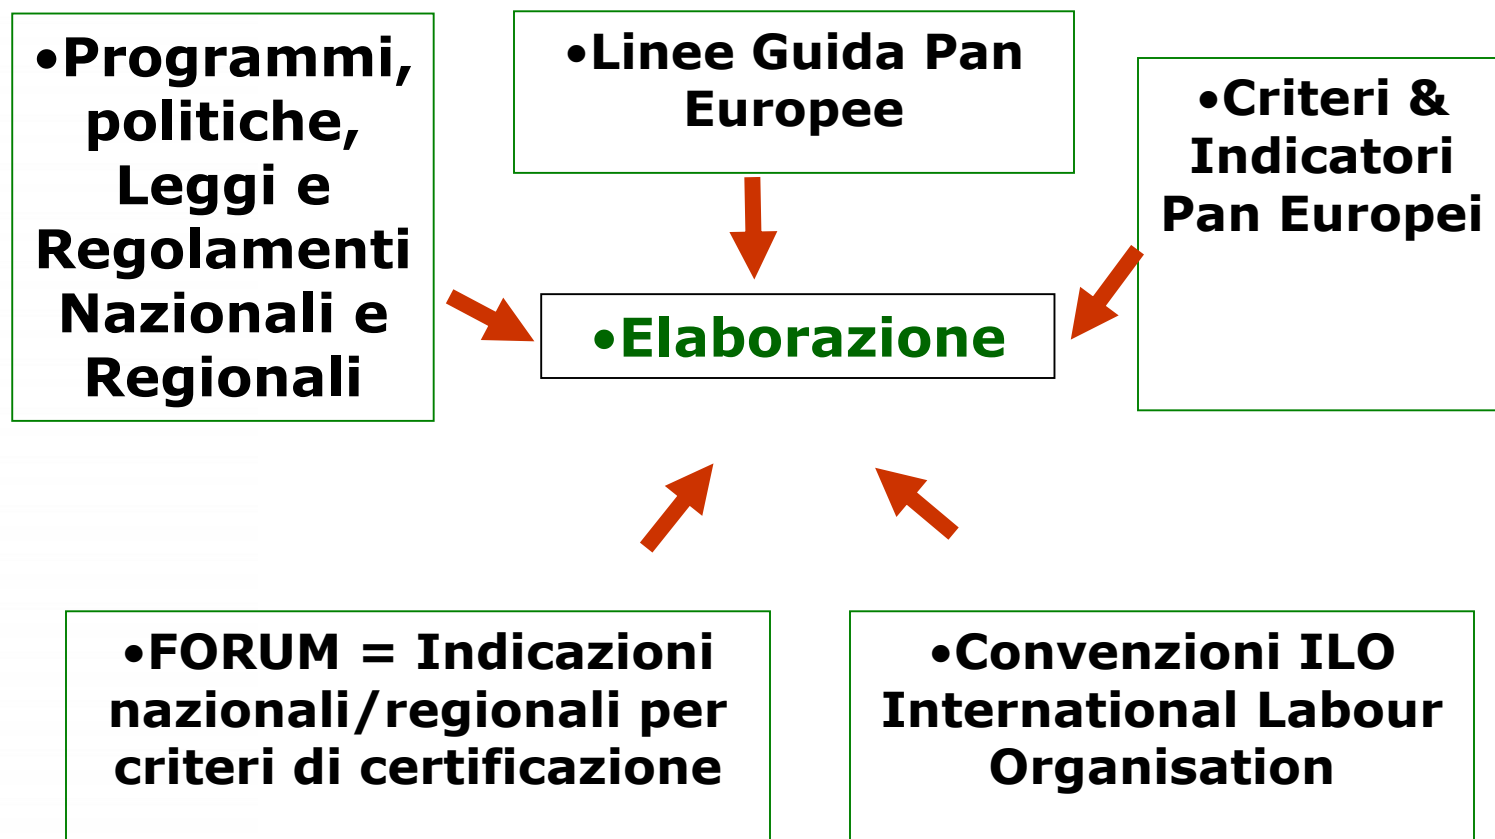 •Programmi,
politiche,
Leggi e
Regolamenti
Nazionali e
Regionali
•Linee Guida Pan
Europee
•Criteri &
Indicatori
Pan Europei
•Elaborazione
•FORUM = Indicazioni
nazionali/regionali per
criteri di certificazione
•Convenzioni ILO
International Labour
Organisation